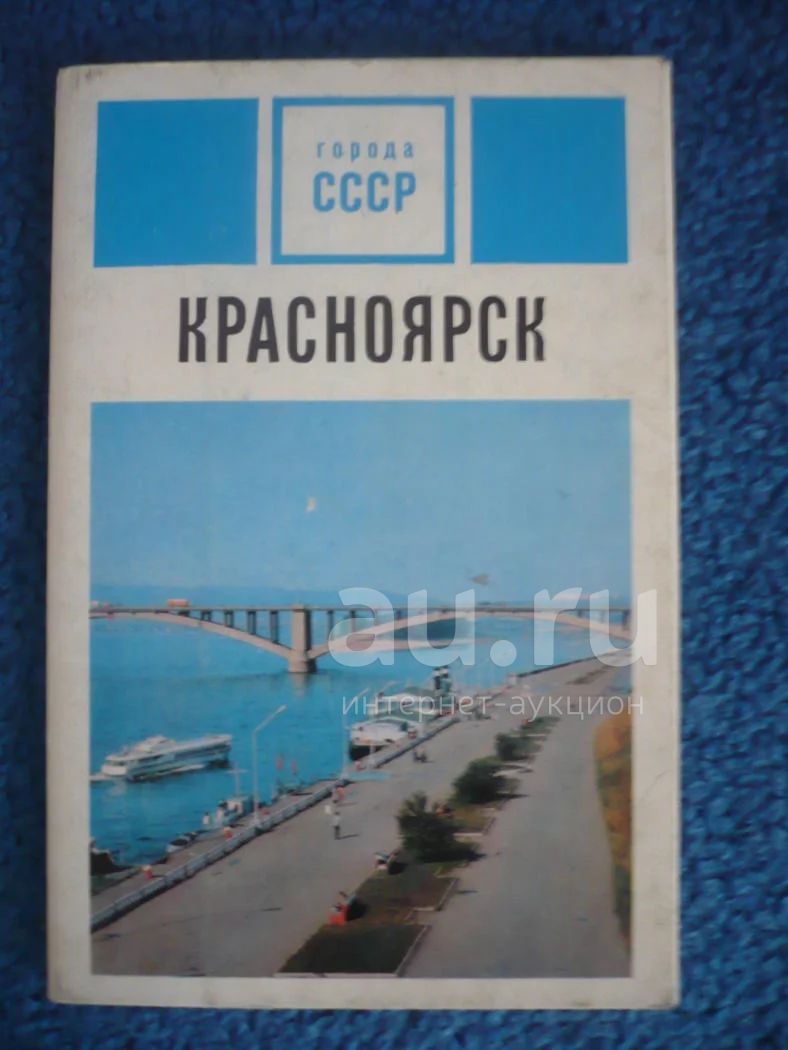 города
СССР
КРАСНОЯРСК
au.ru
интернет-аукцион